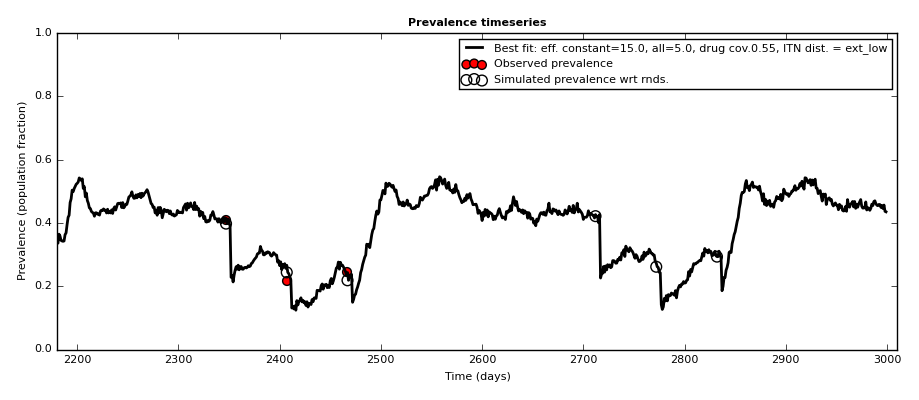 Prevalence timeseries
1.0
0.8
0.6
0.4
0.2
0.0
Prevalence (population fraction)
Best fit: eff. constant=15.0, all=5.0, drug cov.0.55, ITN dist. = ext_low
Observed prevalence
Simulated prevalence wrt rnds.
2200 2300 2400 2500 2600 2700 2800 2900 3000
Time (days)